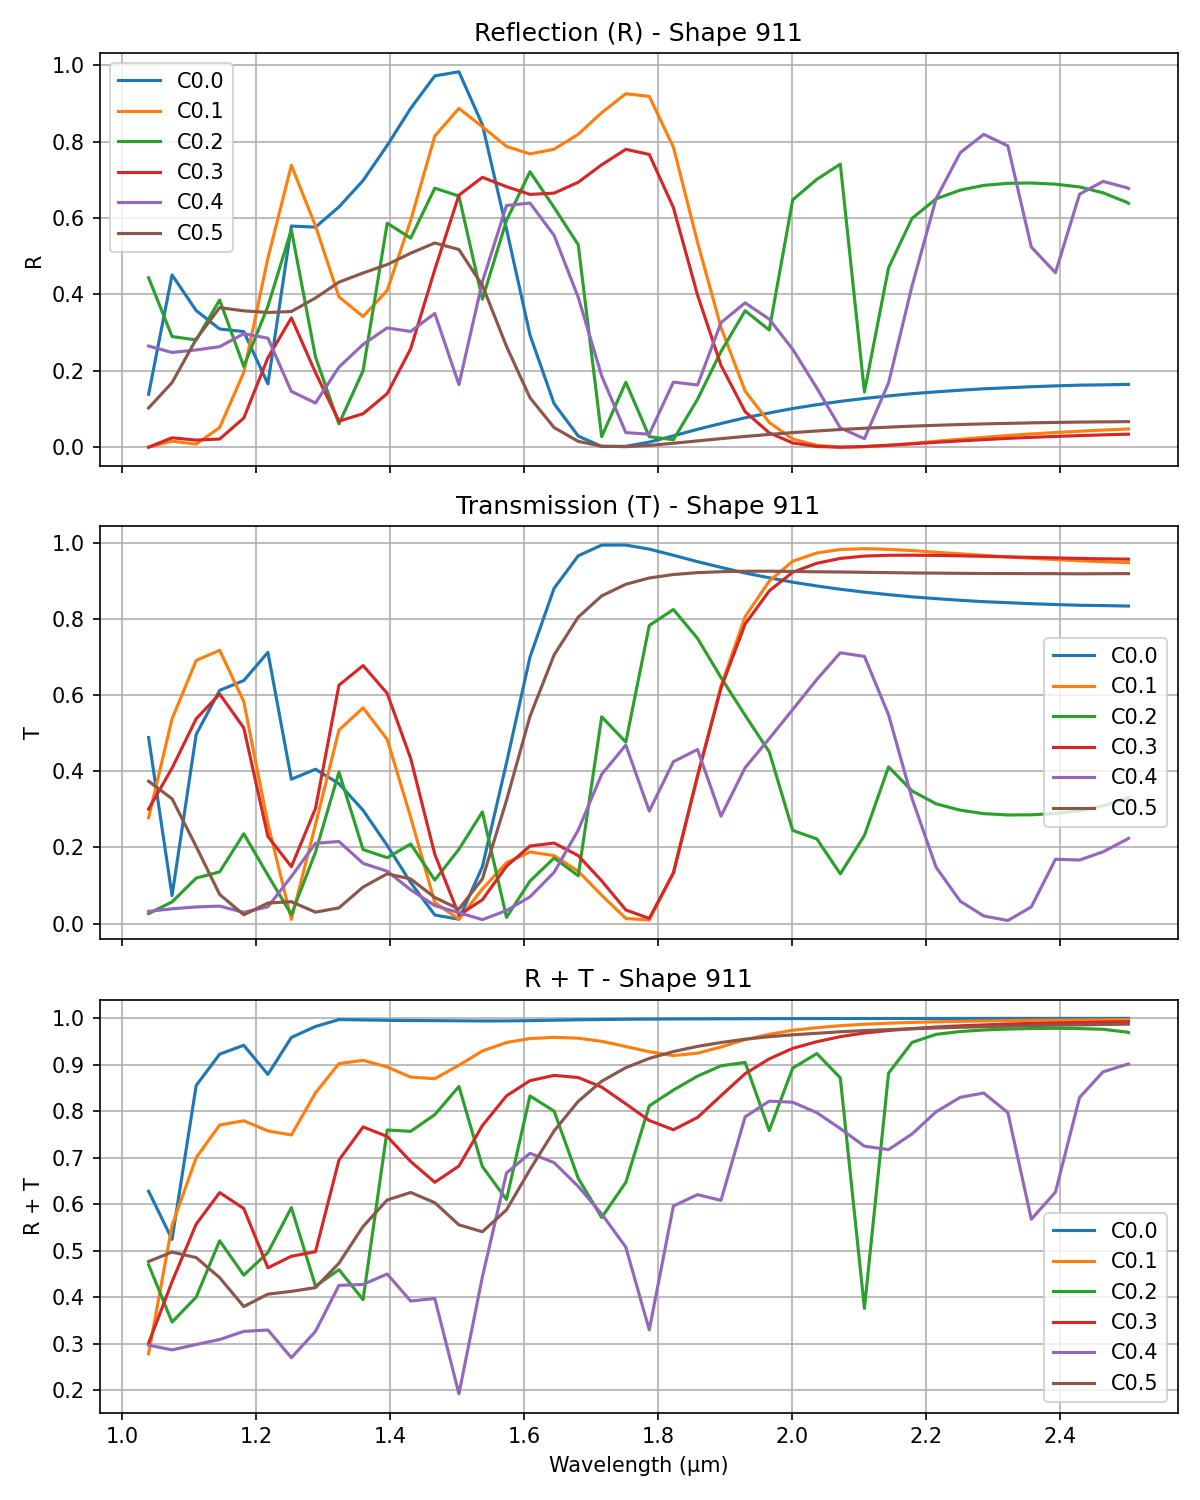 Reflection (R) - Shape 911
1.0
0.8
0.6
0.4
0.2
0.0
R
C0.0
C0.1
C0.2
C0.3
C0.4
C0.5
Transmission (T) - Shape 911
1.0
0.8
0.6
0.4
0.2
0.0
T
C0.0
C0.1
C0.2
C0.3
C0.4
C0.5
R + T - Shape 911
1.0
0.9
0.8
0.7
0.6
0.5
0.4
0.3
0.2
R + T
C0.0
C0.1
C0.2
C0.3
C0.4
C0.5
1.0 1.2 1.4 1.6 1.8 2.0 2.2 2.4
Wavelength (μm)